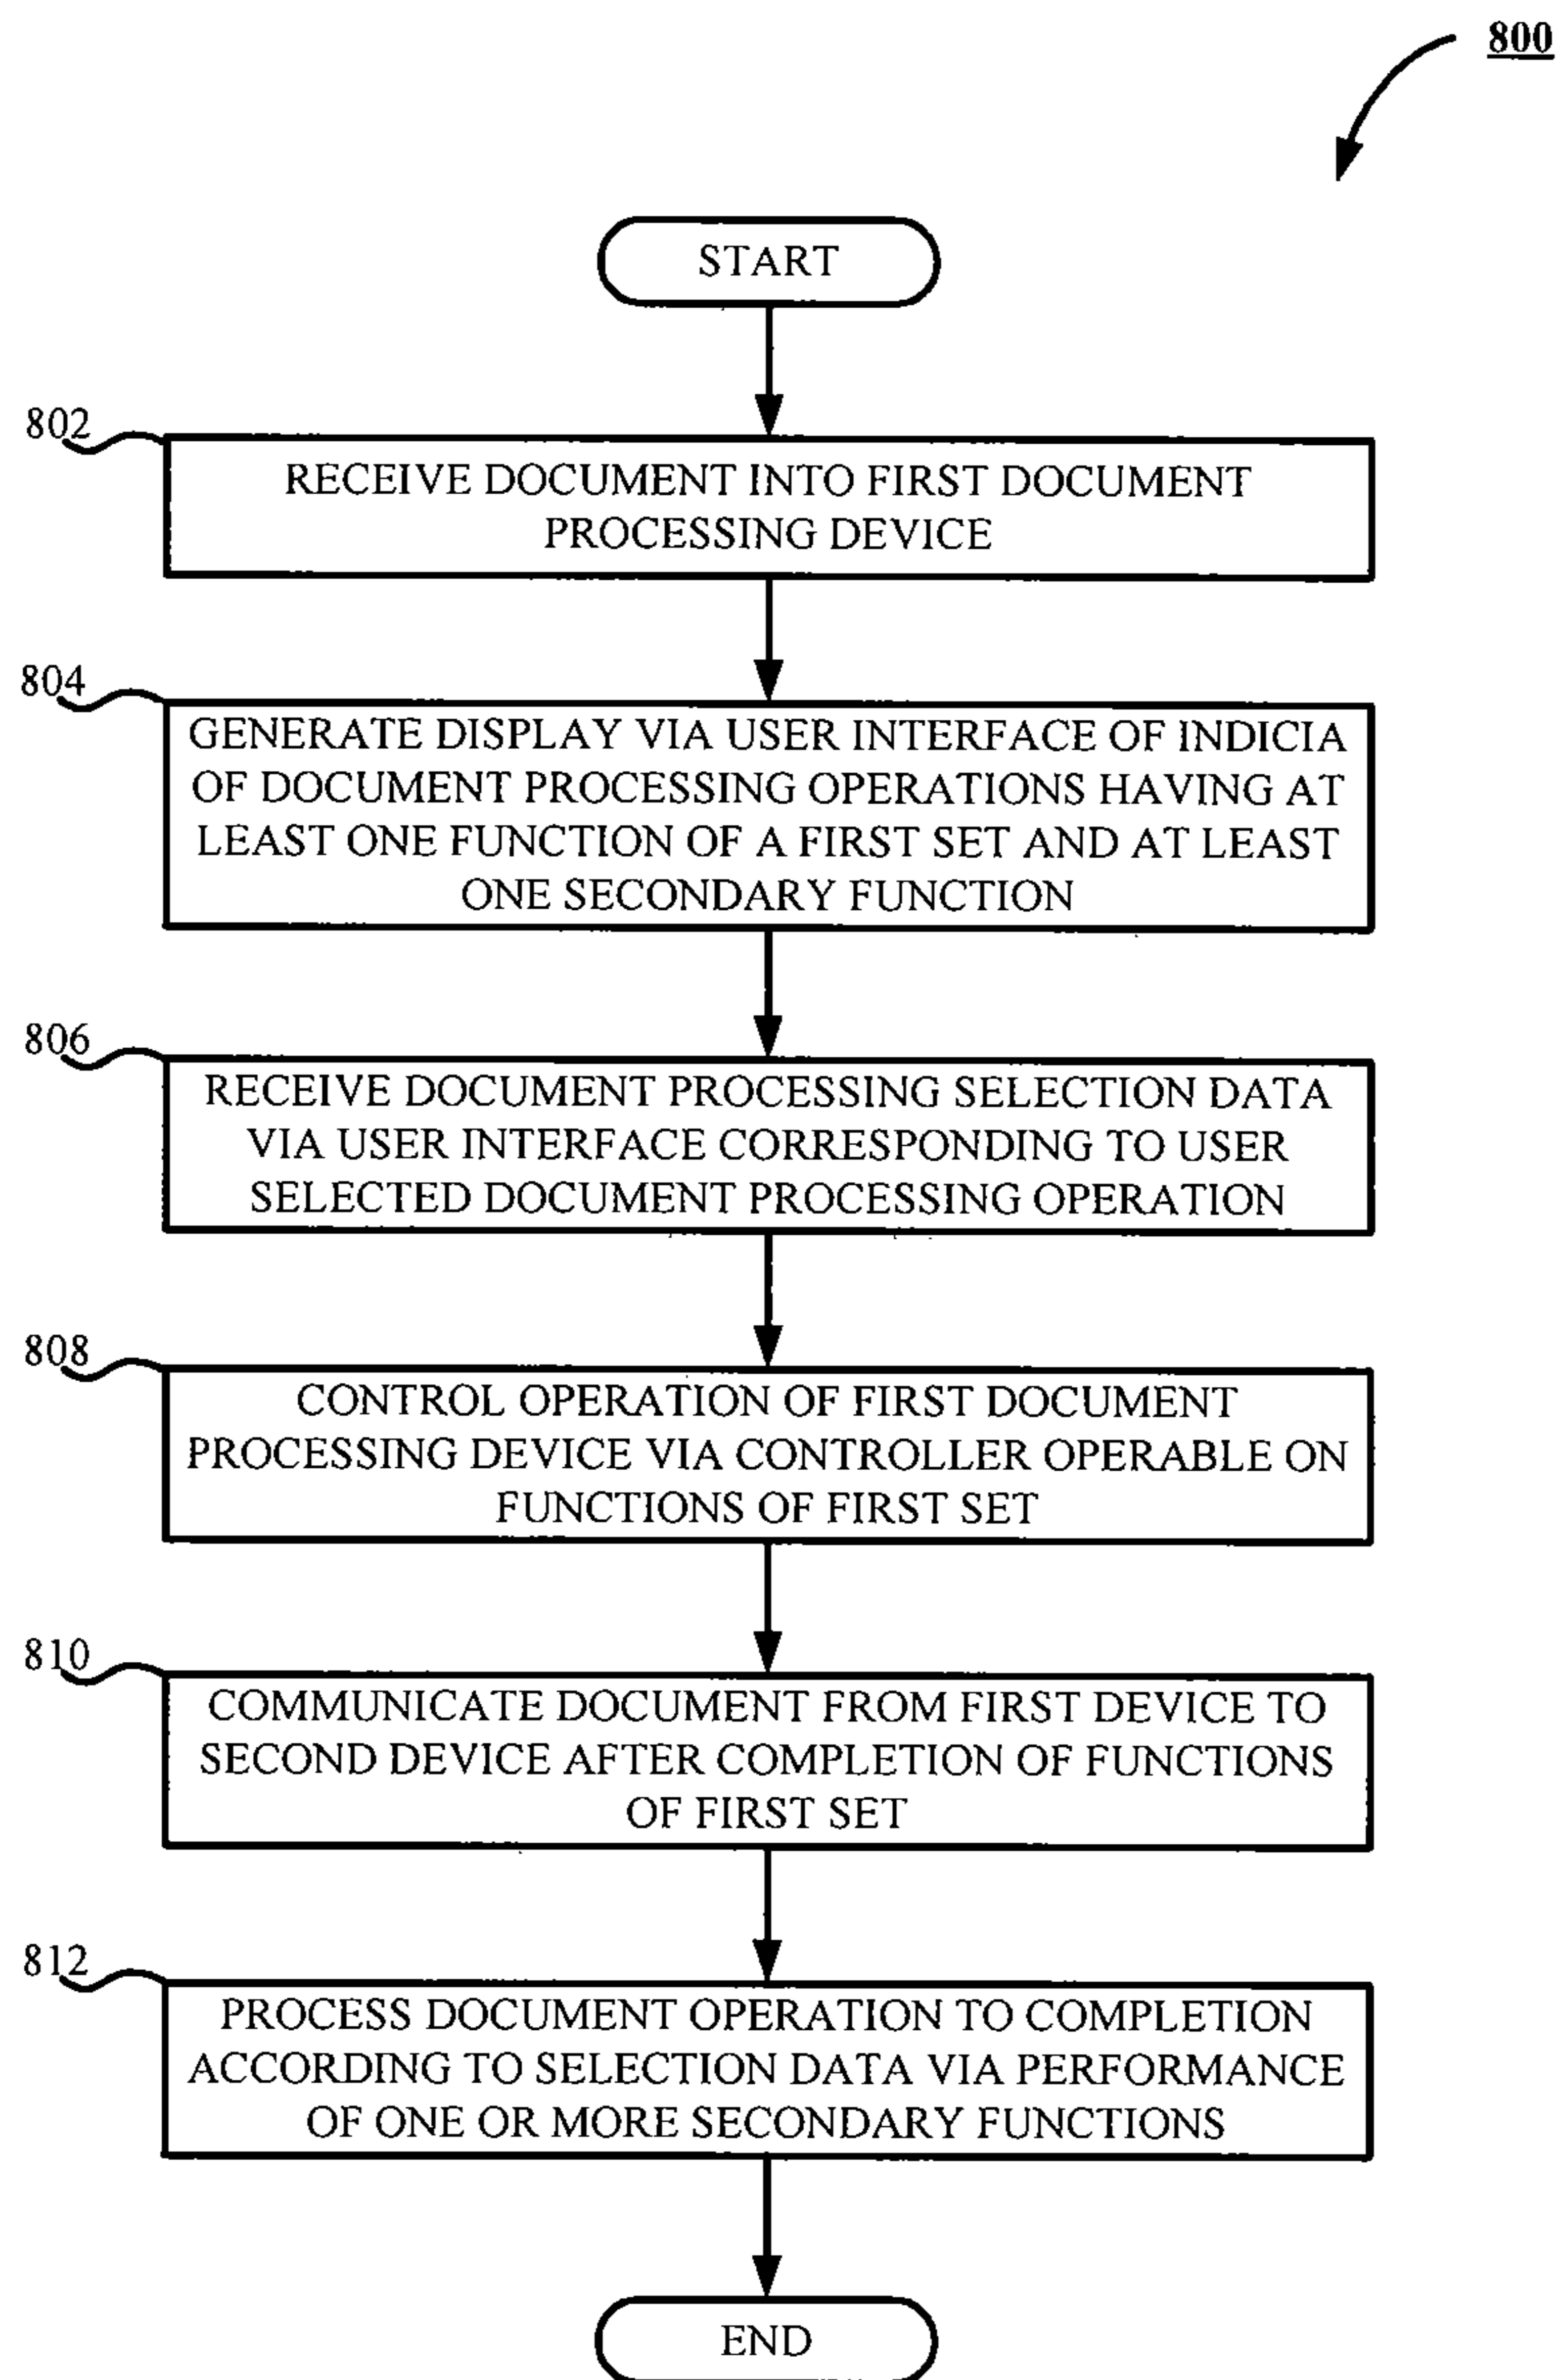 800
START
802
RECEIVE DOCUMENT INTO FIRST DOCUMENT
PROCESSING DEVICE
804
GENERATE DISPLAY VIA USER INTERFACE OF INDICIA
OF DOCUMENT PROCESSING OPERATIONS HAVING AT
LEAST ONE FUNCTION OF A FIRST SET AND AT LEAST
ONE SECONDARY FUNCTION
806
RECEIVE DOCUMENT PROCESSING SELECTION DATA
VIA USER INTERFACE CORRESPONDING TO USER
SELECTED DOCUMENT PROCESSING OPERATION
808
CONTROL OPERATION OF FIRST DOCUMENT
PROCESSING DEVICE VIA CONTROLLER OPERABLE ON
FUNCTIONS OF FIRST SET
810
COMMUNICATE DOCUMENT FROM FIRST DEVICE TO
SECOND DEVICE AFTER COMPLETION OF FUNCTIONS
OF FIRST SET
812
PROCESS DOCUMENT OPERATION TO COMPLETION
ACCORDING TO SELECTION DATA VIA PERFORMANCE
OF ONE OR MORE SECONDARY FUNCTIONS
END